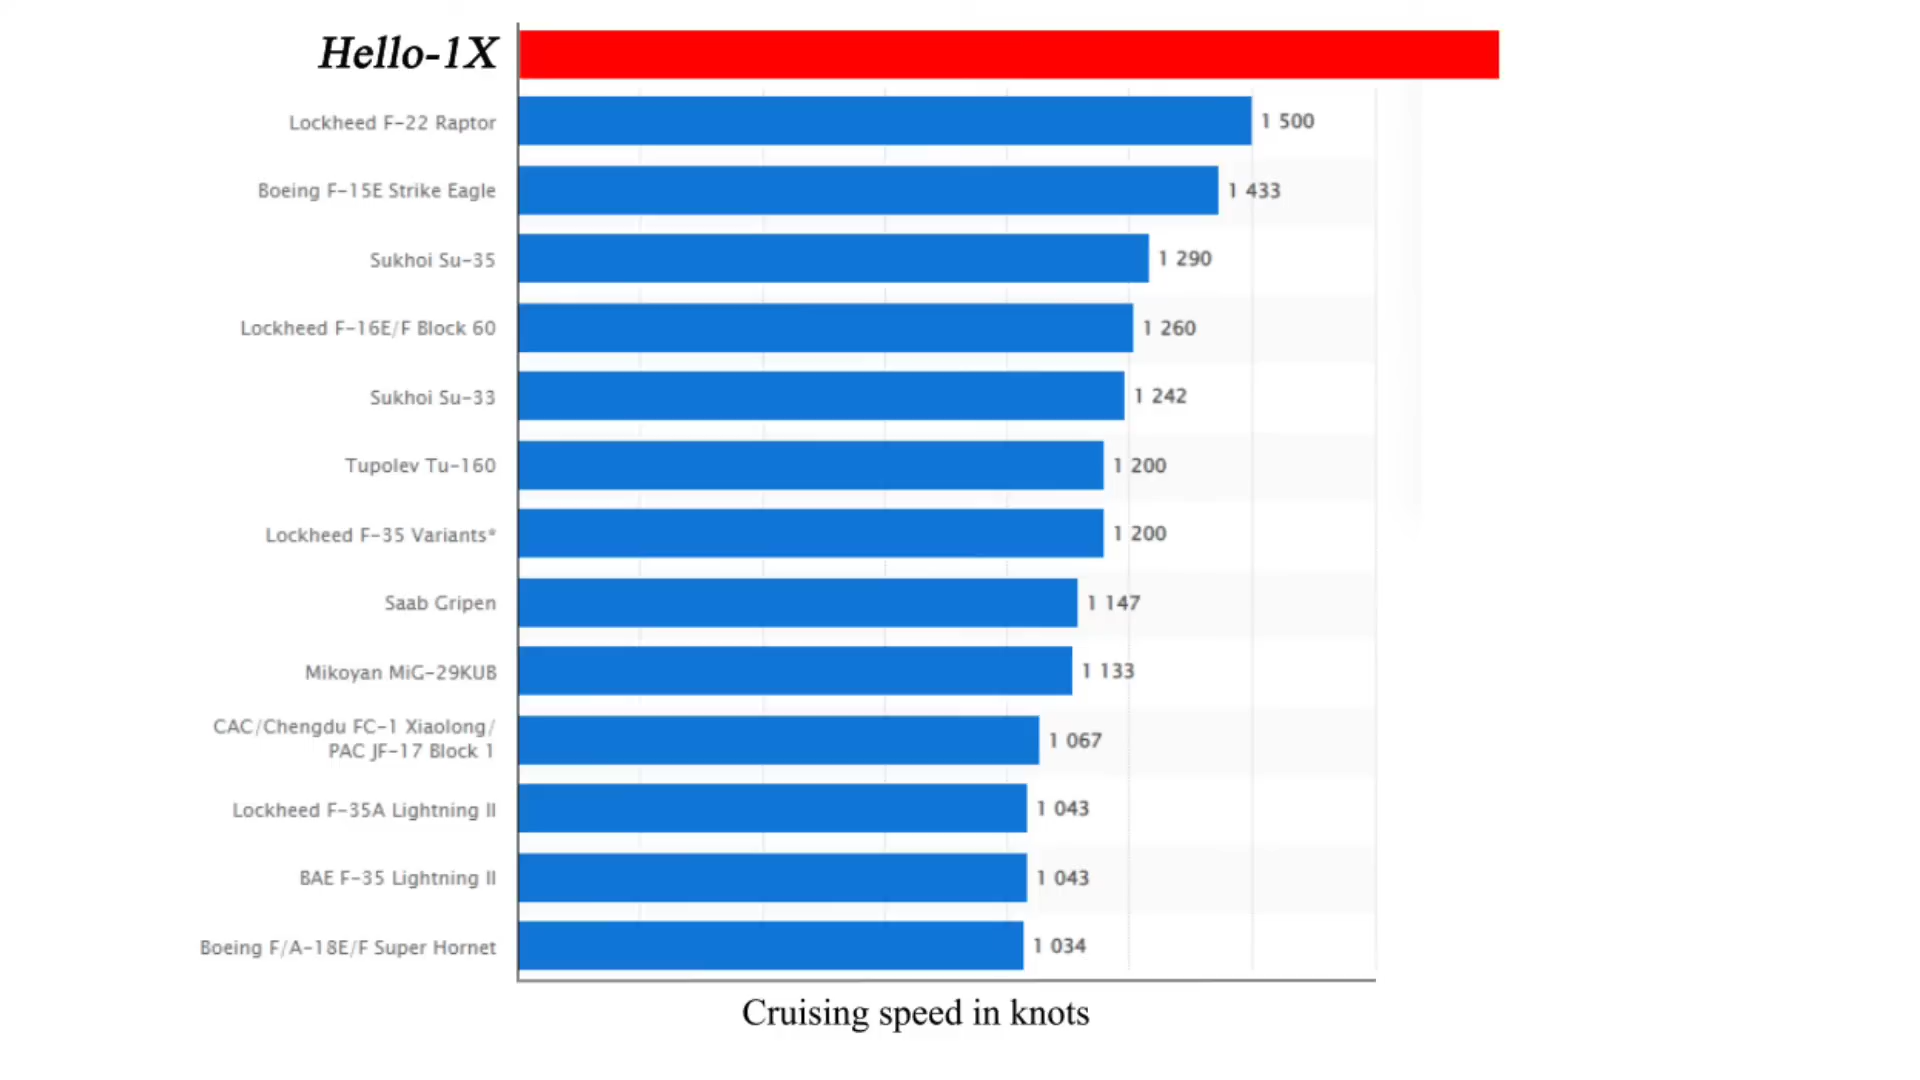 Hello-1X
Lockheed F-22 Raptor 1 500
Boeing F-15E Strike Eagle 1 433
Sukhoi Su-35 1 290
Lockheed F-16E/F Block 60 1 260
Sukhoi Su-33 1 242
Tupolev Tu-160 1 200
Lockheed F-35 Variants* 1 200
Saab Gripen 1 147
Mikoyan MiG-29KUB 1 133
CAC/Chengdu FC-1 Xiaolong/
PAC JF-17 Block 1 1 067
Lockheed F-35A Lightning II 1 043
BAE F-35 Lightning II 1 043
Boeing F/A-18E/F Super Hornet 1 034
Cruising speed in knots